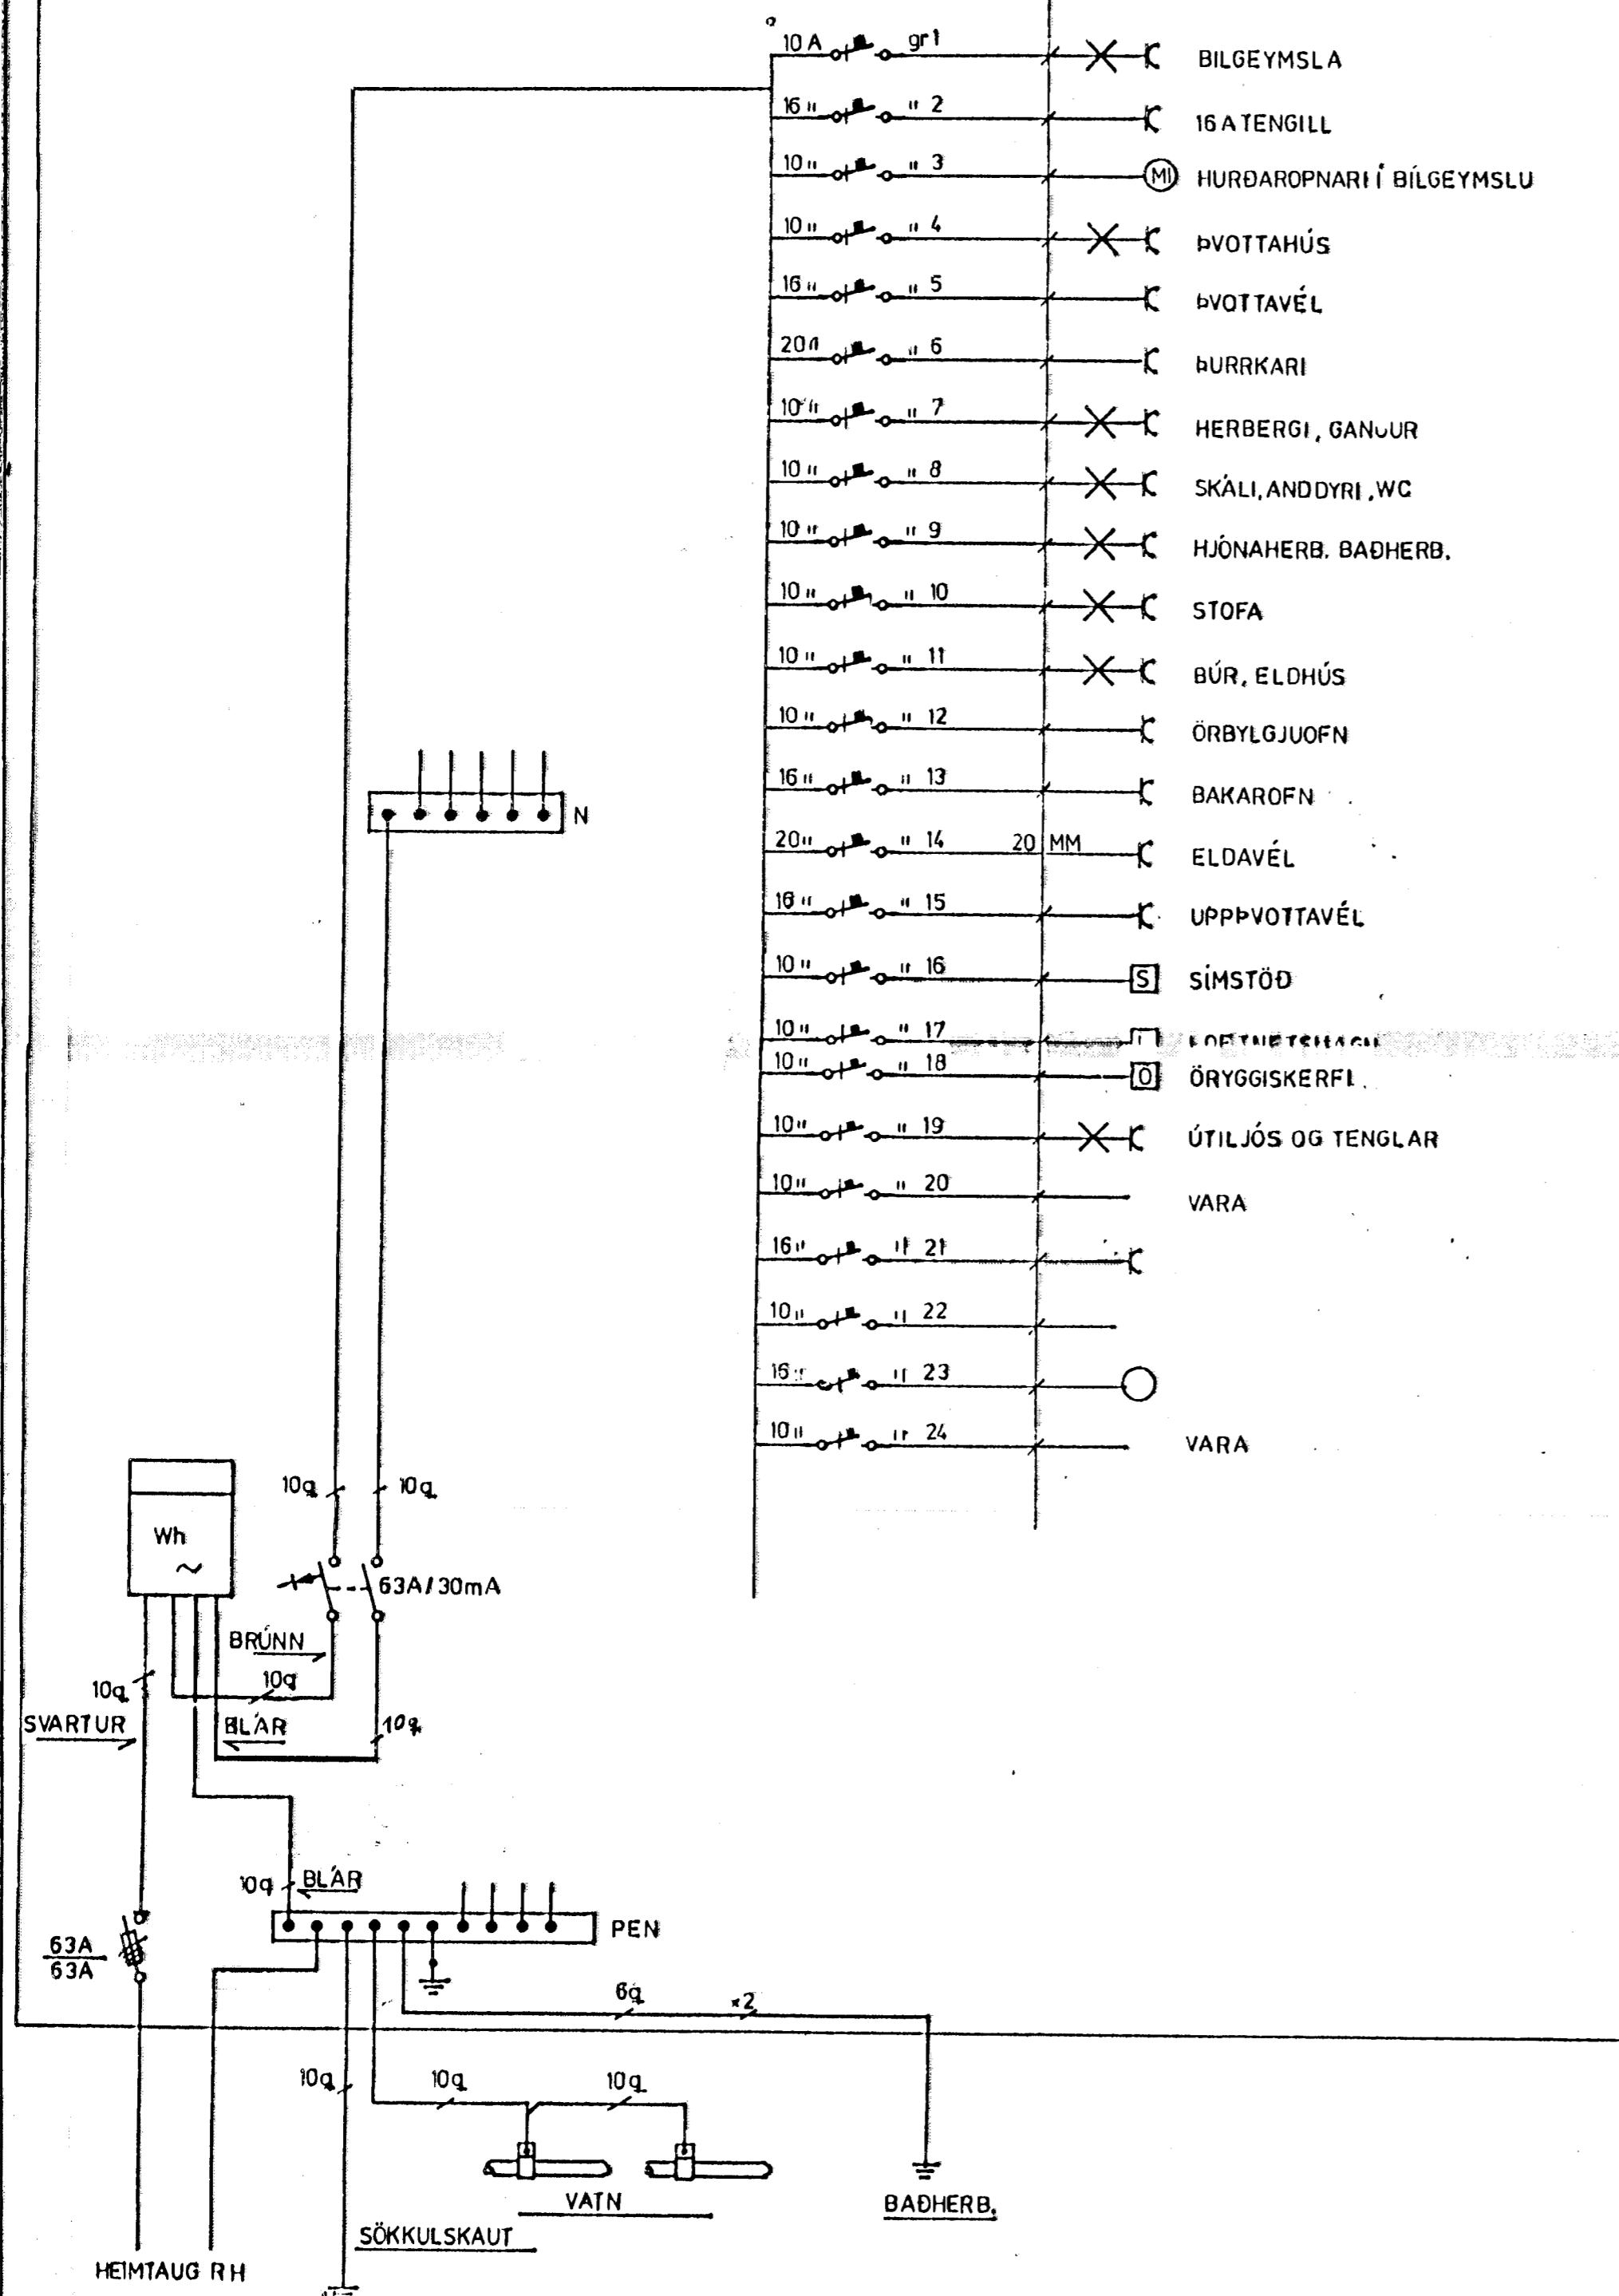 10 A gr1 BILGEYMSLA
16 " " 2 16 A TENGILL
10 " " 3 MI HURÐAROPNARI Í BÍLGEYMSLU
10 " " 4 ÞVOTTAHÚS
16 " " 5 ÞVOTTAVÉL
20 " " 6 ÞURRKARI
10 " " 7 HERBERGI, GANGUR
10 " " 8 SKÁLI, ANDDYRI, WC
10 " " 9 HJÓNAHERB. BAÐHERB.
10 " " 10 STOFA
10 " " 11 BÚR, ELDHÚS
10 " " 12 ÖRBYLGJUOFN
N
16 " " 13 BAKAROFN
20 " " 14 20 MM ELDAVÉL
16 " " 15 UPPÞVOTTAVÉL
10 " " 16 S SÍMSTÖÐ
10 " " 17
10 " " 18 Ö ÖRYGGISKERFI.
10 " " 19 ÚTILJÓS OG TENGLAR
10 " " 20 VARA
16 " " 21
10 " " 22
16 " " 23
10 " " 24 VARA
10q 10q
Wh
~
63A / 30mA
BRÚNN
10q 10q
SVARTUR BLÁR 10q
10q BLÁR
PEN
63A
63A
6q x2
10q 10q 10q
VATN BAÐHERB.
SÖKKULSKAUT
HEIMTAUG RH